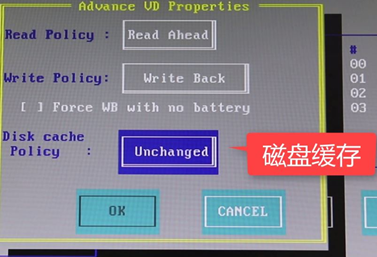 Advance VD Properties
Read Policy : Read Ahead
Write Policy: Write Back
[ ] Force WB with no battery
Disk cache
Policy : Unchanged
磁盘缓存
OK CANCEL
#
00
01
02
03